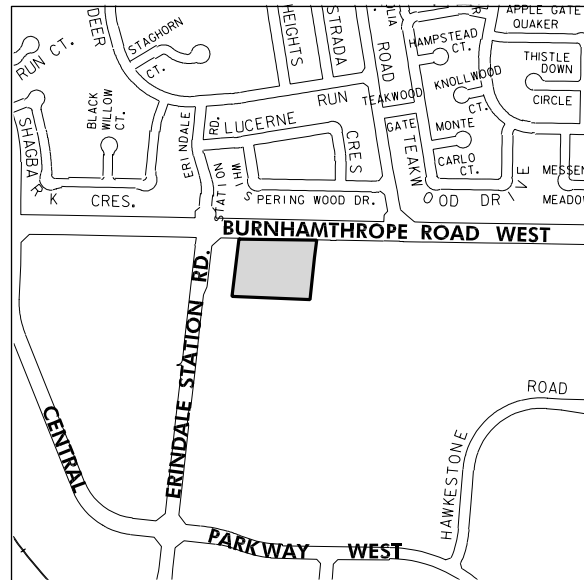 APPLE GATE
QUAKER
DEER
STAGHORN
CT.
RUN CT.
HEIGHTS
STRADA
ROAD
HAMPSTEAD
CT.
THISTLE
DOWN
CIRCLE
KNOLLWOOD
CT.
BLACK
WILLOW
CT.
RUN
TEAKWOOD
GATE
MONTE
CARLO
CT.
SHAGBARK
CRES.
ERINDALE
STATION
RD.
LUCERNE
CRES
WHISPERING WOOD DR.
TEAKWOOD DRIVE
MESSEN
MEADOW
BURNHAMTHROPE ROAD WEST
ERINDALE STATION RD.
CENTRAL
PARKWAY WEST
HAWKESTONE
ROAD